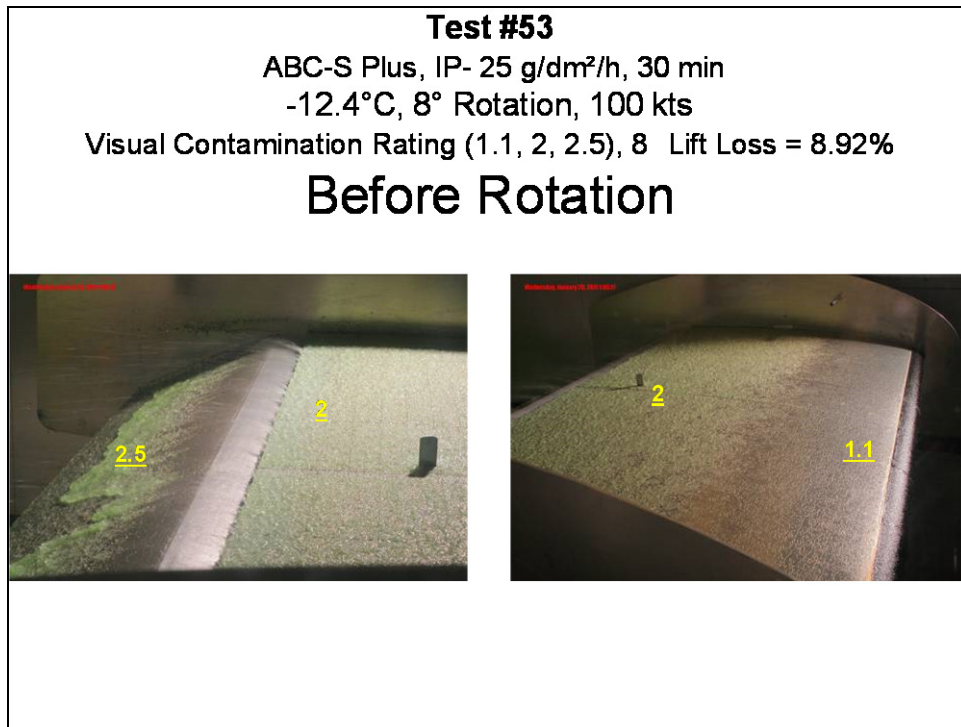 Test #53
ABC-S Plus, IP- 25 g/dm²/h, 30 min
-12.4°C, 8° Rotation, 100 kts
Visual Contamination Rating (1.1, 2, 2.5), 8 Lift Loss = 8.92%
Before Rotation
2
2.5
2
1.1